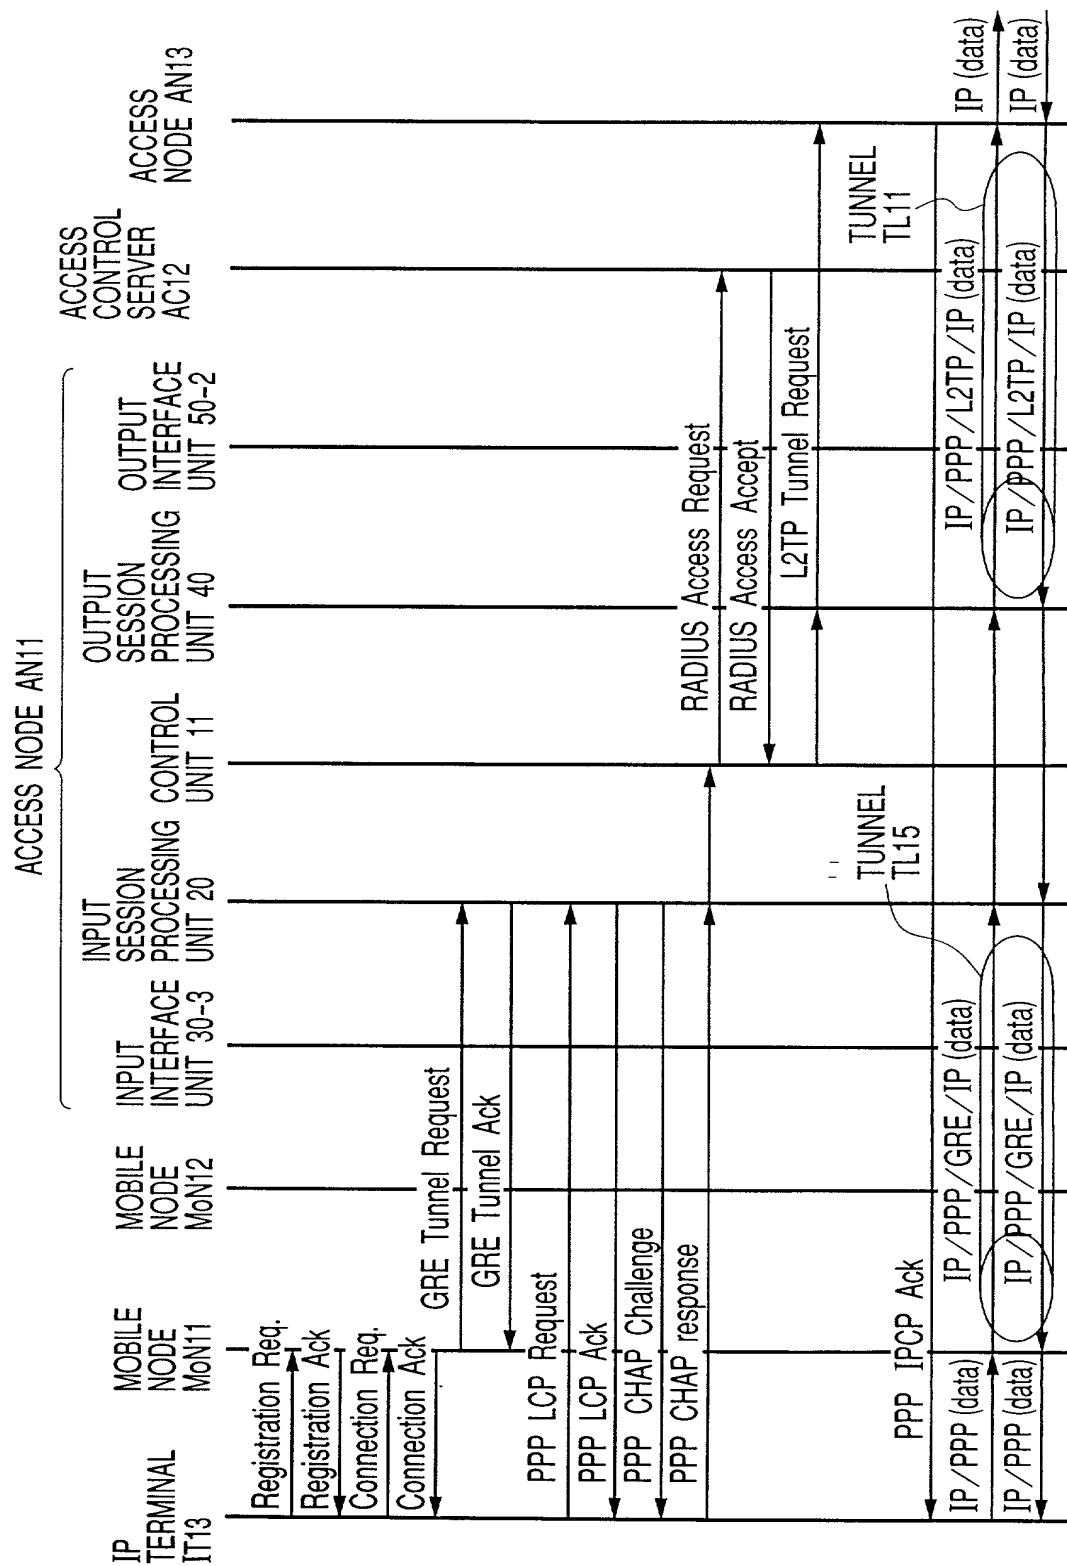 ACCESS NODE AN11
IP
TERMINAL
IT13
MOBILE
NODE
MoN11
MOBILE
NODE
MoN12
INPUT
INTERFACE
UNIT 30-3
INPUT
SESSION
PROCESSING
UNIT 20
CONTROL
UNIT 11
OUTPUT
SESSION
PROCESSING
UNIT 40
OUTPUT
INTERFACE
UNIT 50-2
ACCESS
CONTROL
SERVER
AC12
ACCESS
NODE AN13
Registration Req.
Registration Ack
Connection Req.
Connection Ack
GRE Tunnel Request
GRE Tunnel Ack
PPP LCP Request
PPP LCP Ack
PPP CHAP Challenge
PPP CHAP response
RADIUS Access Request
RADIUS Access Accept
L2TP Tunnel Request
TUNNEL
TL15
TUNNEL
TL11
PPP IPCP Ack
IP/PPP (data)
IP/PPP/GRE/IP (data)
IP/PPP/L2TP/IP (data)
IP (data)
IP/PPP (data)
IP/PPP/GRE/IP (data)
IP/PPP/L2TP/IP (data)
IP (data)